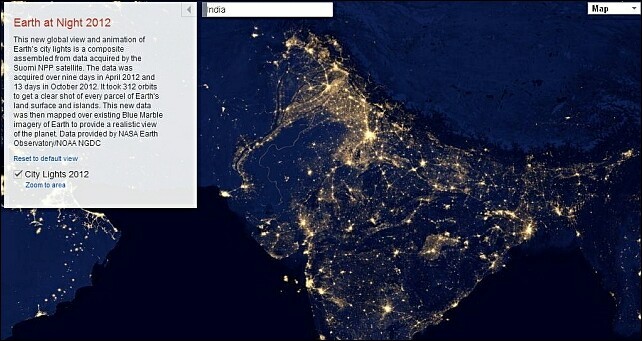 Earth at Night 2012
This new global view and animation of
Earth's city lights is a composite
assembled from data acquired by the
Suomi NPP satellite. The data was
acquired over nine days in April 2012 and
13 days in October 2012. It took 312 orbits
to get a clear shot of every parcel of Earth's
land surface and islands. This new data
was then mapped over existing Blue Marble
imagery of Earth to provide a realistic view
of the planet. Data provided by NASA Earth
Observatory/NOAA NGDC
Reset to default view
City Lights 2012
Zoom to area
India
Map